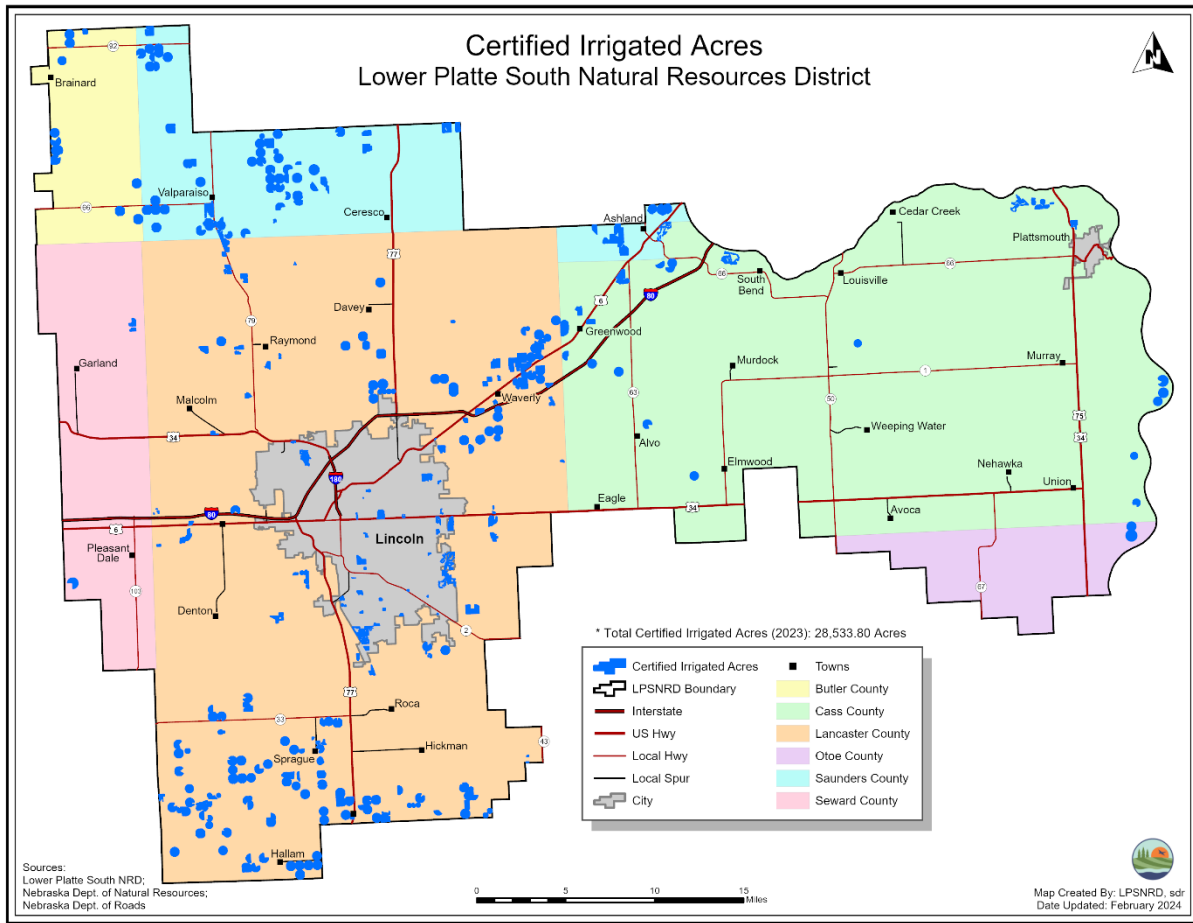 Certified Irrigated Acres
Lower Platte South Natural Resources District
N
92
Brainard
Valparaiso
66
Ceresco
77
Ashland
Cedar Creek
Plattsmouth
66
South
Bend
Louisville
66
6
80
Davey
79
Raymond
Greenwood
Garland
Murdock
Murray
1
Malcolm
Waverly
63
50
75
34
34
Alvo
Weeping Water
180
Elmwood
Nehawka
Union
Eagle
34
Avoca
80
6
Lincoln
Pleasant
Dale
103
Denton
67
2
77
Roca
33
Sprague
Hickman
43
Hallam
* Total Certified Irrigated Acres (2023): 28,533.80 Acres
Certified Irrigated Acres
LPSNRD Boundary
Interstate
US Hwy
Local Hwy
Local Spur
City
Towns
Butler County
Cass County
Lancaster County
Otoe County
Saunders County
Seward County
Sources:
Lower Platte South NRD;
Nebraska Dept. of Natural Resources;
Nebraska Dept. of Roads
0 5 10 15
Miles
Map Created By: LPSNRD, sdr
Date Updated: February 2024